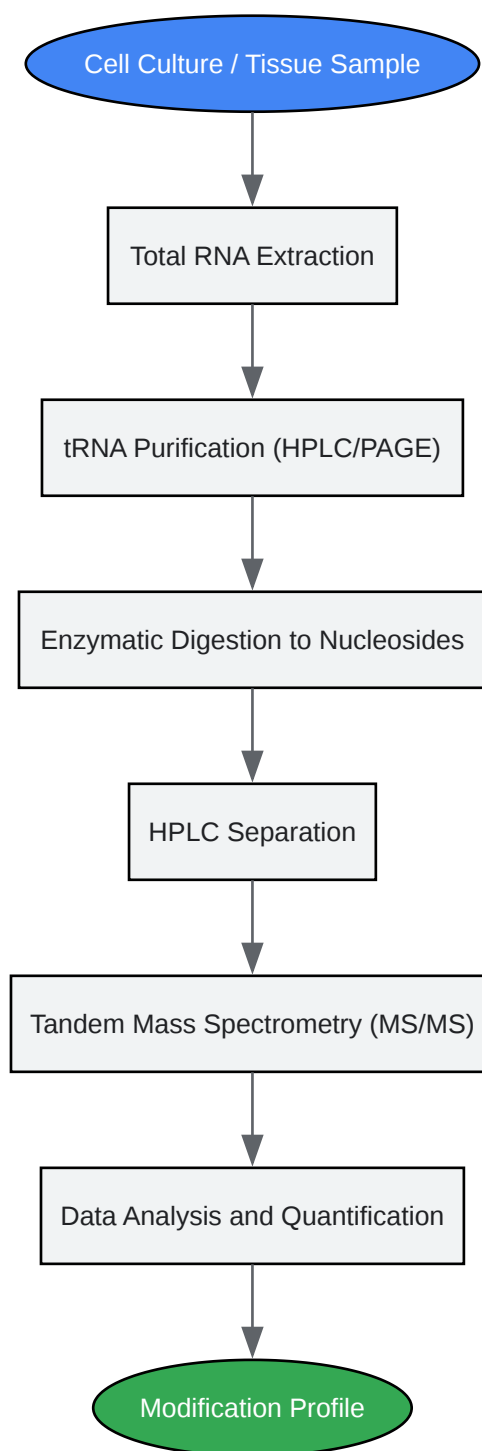 Cell Culture / Tissue Sample
Total RNA Extraction
tRNA Purification (HPLC/PAGE)
Enzymatic Digestion to Nucleosides
HPLC Separation
Tandem Mass Spectrometry (MS/MS)
Data Analysis and Quantification
Modification Profile